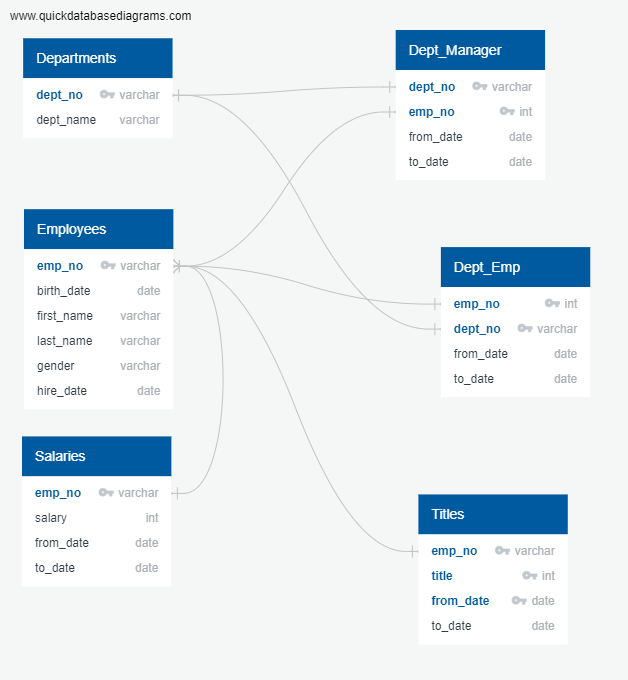 www.quickdatabasediagrams.com
Departments
dept_no varchar
dept_name varchar
Dept_Manager
dept_no varchar
emp_no int
from_date date
to_date date
Employees
emp_no varchar
birth_date date
first_name varchar
last_name varchar
gender varchar
hire_date date
Dept_Emp
emp_no int
dept_no varchar
from_date date
to_date date
Salaries
emp_no varchar
salary int
from_date date
to_date date
Titles
emp_no varchar
title int
from_date date
to_date date